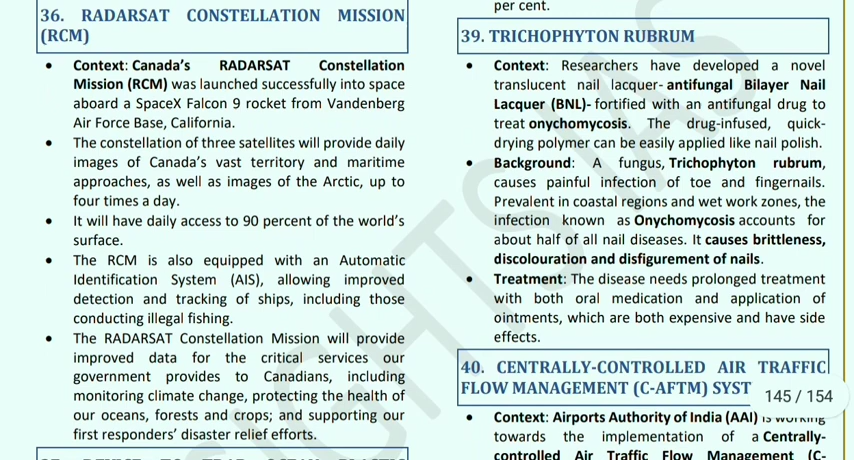 36. RADARSAT CONSTELLATION MISSION
(RCM)
• Context: Canada's RADARSAT Constellation
Mission (RCM) was launched successfully into space
aboard a SpaceX Falcon 9 rocket from Vandenberg
Air Force Base, California.
• The constellation of three satellites will provide daily
images of Canada's vast territory and maritime
approaches, as well as images of the Arctic, up to
four times a day.
• It will have daily access to 90 percent of the world's
surface.
• The RCM is also equipped with an Automatic
Identification System (AIS), allowing improved
detection and tracking of ships, including those
conducting illegal fishing.
• The RADARSAT Constellation Mission will provide
improved data for the critical services our
government provides to Canadians, including
monitoring climate change, protecting the health of
our oceans, forests and crops; and supporting our
first responders' disaster relief efforts.
per cent.
39. TRICHOPHYTON RUBRUM
• Context: Researchers have developed a novel
translucent nail lacquer- antifungal Bilayer Nail
Lacquer (BNL)- fortified with an antifungal drug to
treat onychomycosis. The drug-infused, quick-
drying polymer can be easily applied like nail polish.
• Background: A fungus, Trichophyton rubrum,
causes painful infection of toe and fingernails.
Prevalent in coastal regions and wet work zones, the
infection known as Onychomycosis accounts for
about half of all nail diseases. It causes brittleness,
discolouration and disfigurement of nails.
• Treatment: The disease needs prolonged treatment
with both oral medication and application of
ointments, which are both expensive and have side
effects.
40. CENTRALLY-CONTROLLED AIR TRAFFIC
FLOW MANAGEMENT (C-AFTM) SYST
145 / 154
• Context: Airports Authority of India (AAI) is working
towards the implementation of a Centrally-
controlled Air Traffic Flow Management (C-
INSIGHTS IAS